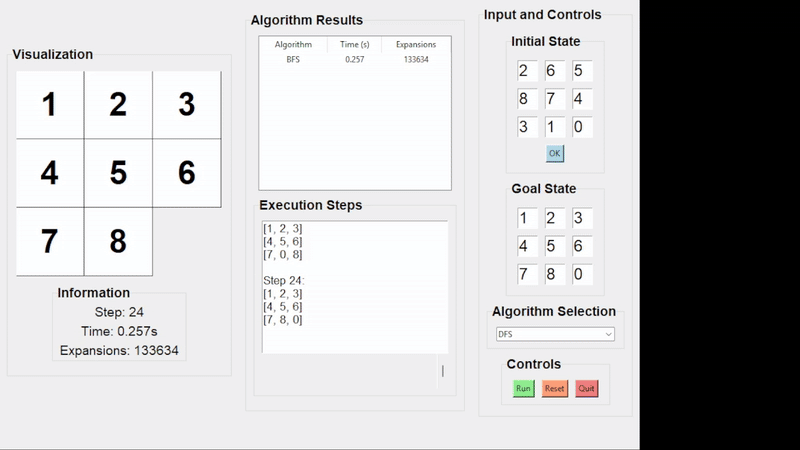 Visualization
1 2 3
4 5 6
7 8
Information
Step: 24
Time: 0.257s
Expansions: 133634
Algorithm Results
Algorithm Time (s) Expansions
BFS 0.257 133634
Execution Steps
[1, 2, 3]
[4, 5, 6]
[7, 0, 8]
Step 24:
[1, 2, 3]
[4, 5, 6]
[7, 8, 0]
Input and Controls
Initial State
2 6 5
8 7 4
3 1 0
OK
Goal State
1 2 3
4 5 6
7 8 0
Algorithm Selection
DFS
Controls
Run Reset Quit